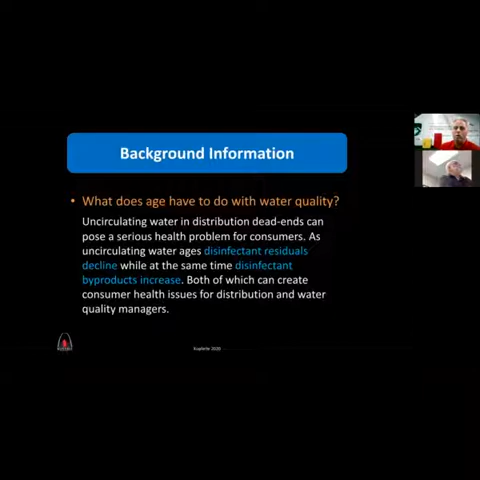 Background Information
• What does age have to do with water quality?
Uncirculating water in distribution dead-ends can
pose a serious health problem for consumers. As
uncirculating water ages disinfectant residuals
decline while at the same time disinfectant
byproducts increase. Both of which can create
consumer health issues for distribution and water
quality managers.